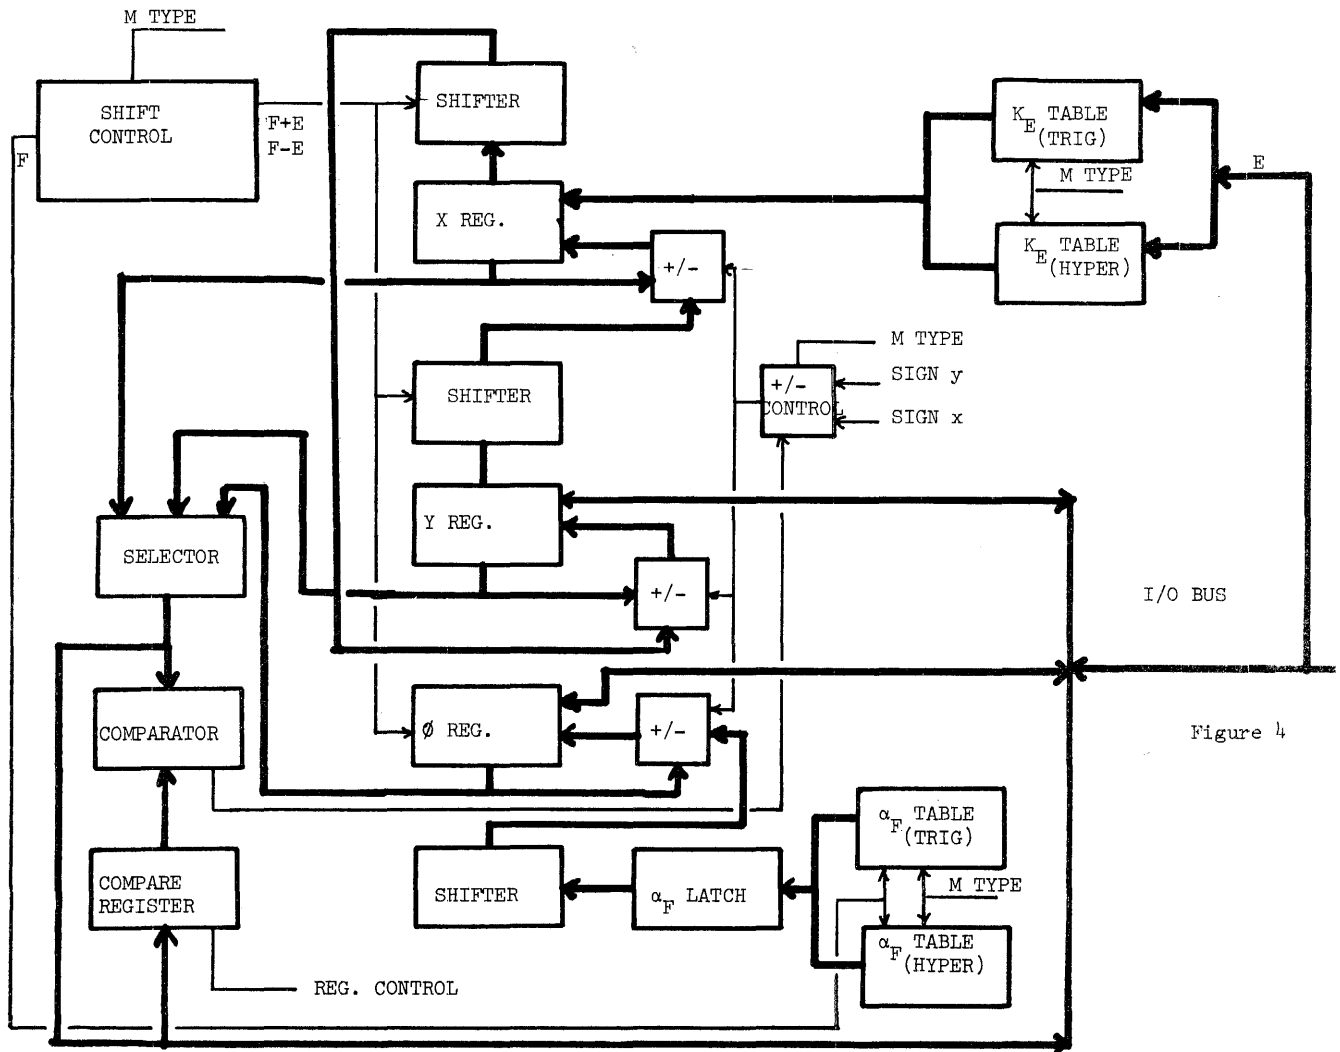 M TYPE
SHIFT
CONTROL
F
F+E
F-E
SHIFTER
X REG.
+/-
K_E TABLE
(TRIG)
M TYPE
E
K_E TABLE
(HYPER)
SHIFTER
M TYPE
+/-
CONTROL
SIGN y
SIGN x
SELECTOR
Y REG.
+/-
I/O BUS
COMPARATOR
Ø REG.
+/-
Figure 4
COMPARE
REGISTER
SHIFTER
α_F LATCH
α_F TABLE
(TRIG)
M TYPE
α_F TABLE
(HYPER)
REG. CONTROL